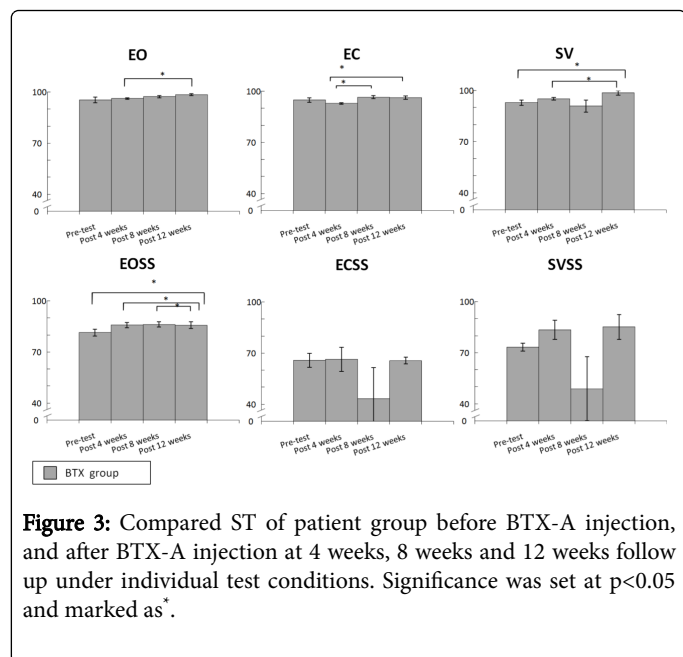 EO
EC
SV
*
*
*
*
*
100
70
40
0
Pre-test
Post 4 weeks
Post 8 weeks
Post 12 weeks
100
70
40
0
Pre-test
Post 4 weeks
Post 8 weeks
Post 12 weeks
100
70
40
0
Pre-test
Post 4 weeks
Post 8 weeks
Post 12 weeks
EOSS
ECSS
SVSS
*
*
*
100
70
40
0
Pre-test
Post 4 weeks
Post 8 weeks
Post 12 weeks
100
70
40
0
Pre-test
Post 4 weeks
Post 8 weeks
Post 12 weeks
100
70
40
0
Pre-test
Post 4 weeks
Post 8 weeks
Post 12 weeks
BTX group
Figure 3: Compared ST of patient group before BTX-A injection,
and after BTX-A injection at 4 weeks, 8 weeks and 12 weeks follow
up under individual test conditions. Significance was set at p<0.05
and marked as*.